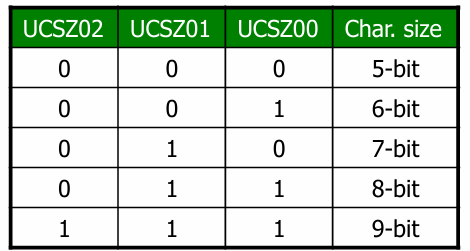 UCSZ02 UCSZ01 UCSZ00 Char. size
0 0 0 5-bit
0 0 1 6-bit
0 1 0 7-bit
0 1 1 8-bit
1 1 1 9-bit